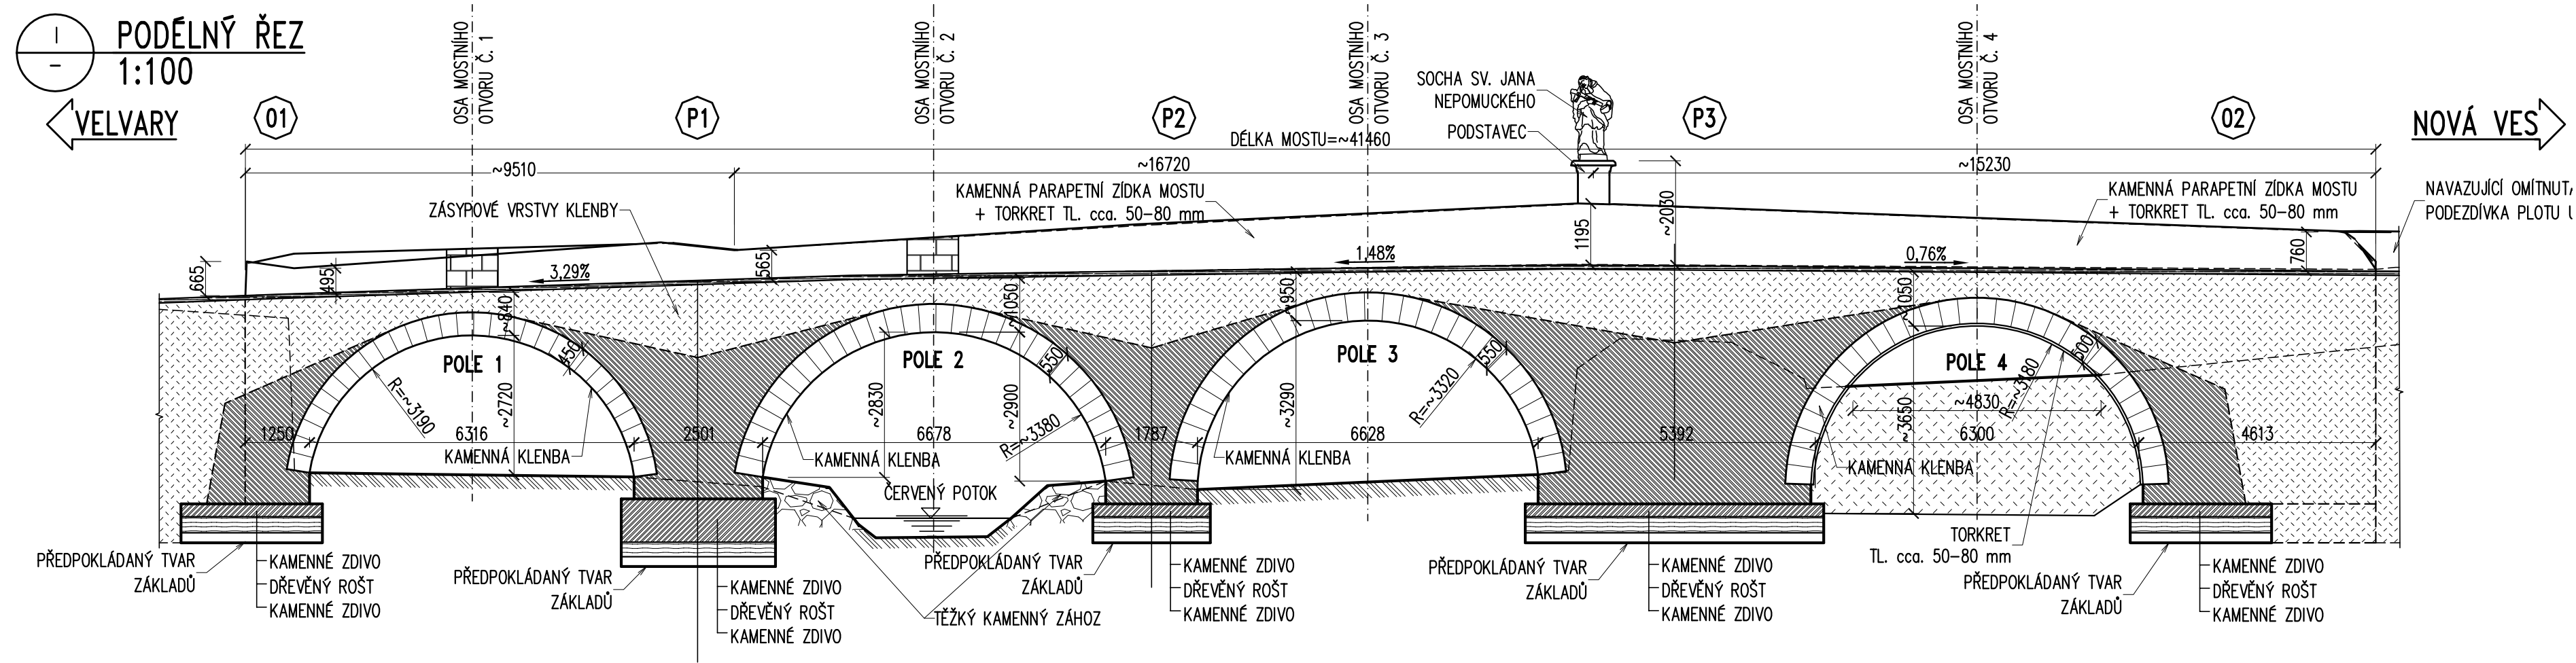 I
–
PODÉLNÝ ŘEZ
1:100
VELVARY
NOVÁ VES
O1
P1
P2
P3
O2
OSA MOSTNÍHO
OTVORU Č. 1
OSA MOSTNÍHO
OTVORU Č. 2
OSA MOSTNÍHO
OTVORU Č. 3
OSA MOSTNÍHO
OTVORU Č. 4
SOCHA SV. JANA
NEPOMUCKÉHO
PODSTAVEC
DÉLKA MOSTU=~41460
~9510
~16720
~15230
ZÁSYPOVÉ VRSTVY KLENBY
KAMENNÁ PARAPETNÍ ZÍDKA MOSTU
+ TORKRET TL. cca. 50-80 mm
KAMENNÁ PARAPETNÍ ZÍDKA MOSTU
+ TORKRET TL. cca. 50-80 mm
NAVAZUJÍCÍ OMÍTNUT
PODEZDÍVKA PLOTU
665
495
3,29%
565
1,48%
1195
~2030
0,76%
760
~840
~1050
~950
~1050
POLE 1
POLE 2
POLE 3
POLE 4
450
550
550
500
R=~3190
R=~3380
R=~3320
R=~3180
~2720
~2830
~2900
~3290
~3650
~4830
1250
6316
2501
6678
1787
6628
5392
6300
4613
KAMENNÁ KLENBA
KAMENNÁ KLENBA
KAMENNÁ KLENBA
KAMENNÁ KLENBA
ČERVENÝ POTOK
TORKRET
TL. cca. 50-80 mm
PŘEDPOKLÁDANÝ TVAR
ZÁKLADŮ
KAMENNÉ ZDIVO
DŘEVĚNÝ ROŠT
KAMENNÉ ZDIVO
PŘEDPOKLÁDANÝ TVAR
ZÁKLADŮ
KAMENNÉ ZDIVO
DŘEVĚNÝ ROŠT
KAMENNÉ ZDIVO
TĚŽKÝ KAMENNÝ ZÁHOZ
PŘEDPOKLÁDANÝ TVAR
ZÁKLADŮ
KAMENNÉ ZDIVO
DŘEVĚNÝ ROŠT
KAMENNÉ ZDIVO
PŘEDPOKLÁDANÝ TVAR
ZÁKLADŮ
KAMENNÉ ZDIVO
DŘEVĚNÝ ROŠT
KAMENNÉ ZDIVO
PŘEDPOKLÁDANÝ TVAR
ZÁKLADŮ
KAMENNÉ ZDIVO
DŘEVĚNÝ ROŠT
KAMENNÉ ZDIVO